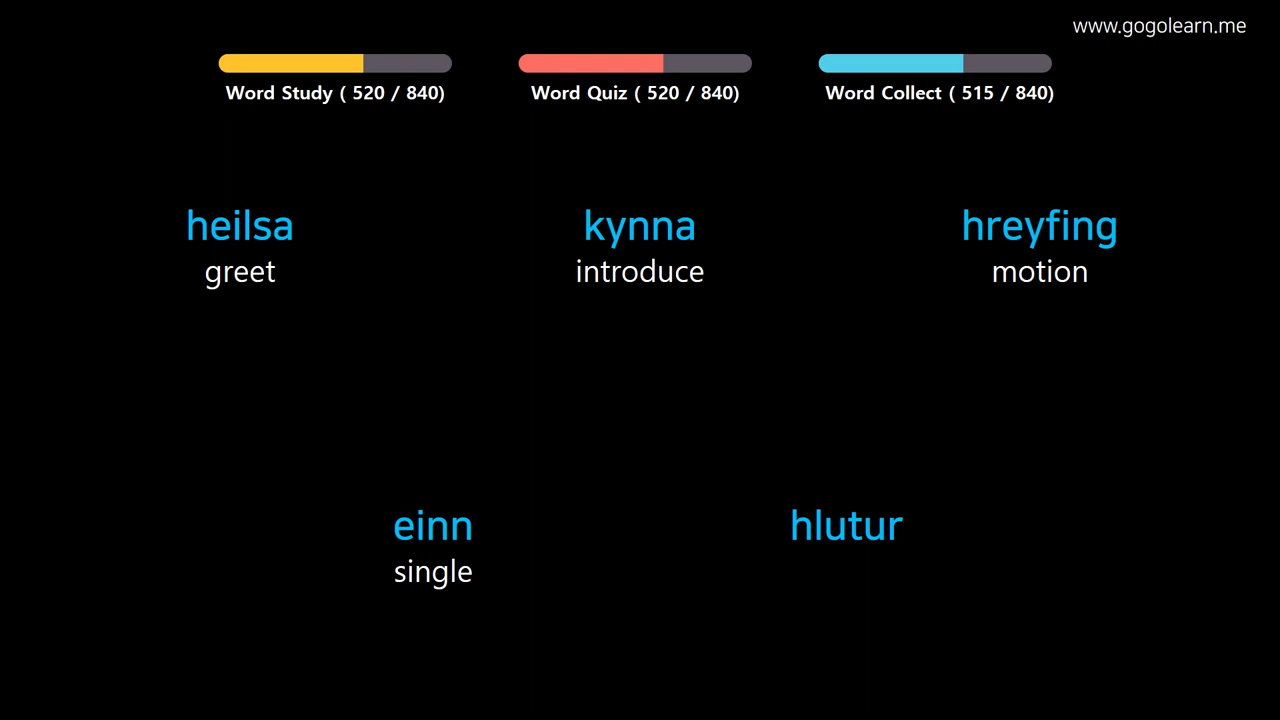 www.gogolearn.me
Word Study ( 520 / 840)
Word Quiz ( 520 / 840)
Word Collect ( 515 / 840)
heilsa
greet
kynna
introduce
hreyfing
motion
einn
single
hlutur